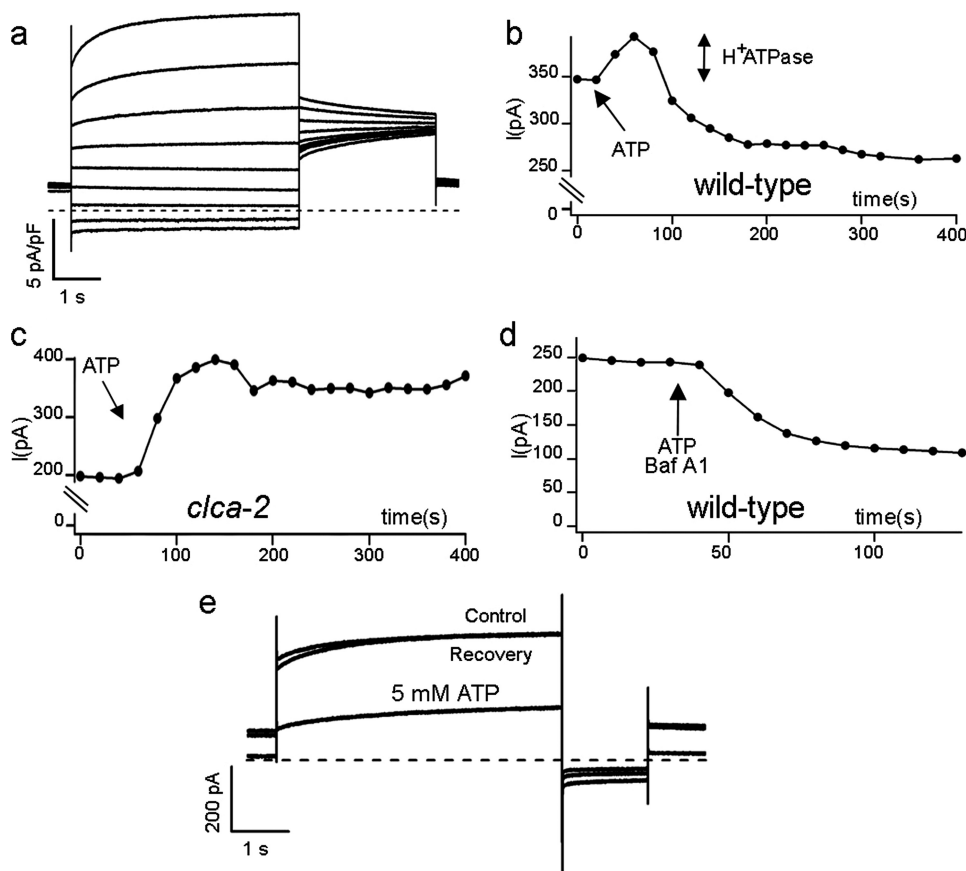 a
5 pA/pF
1 s
b
I(pA)
350
300
250
0
H+ATPase
ATP
wild-type
time(s)
0 100 200 300 400
c
I(pA)
400
300
200
0
ATP
clca-2
time(s)
0 100 200 300 400
d
I(pA)
250
200
150
100
50
0
ATP
Baf A1
wild-type
time(s)
0 50 100
e
Control
Recovery
5 mM ATP
200 pA
1 s